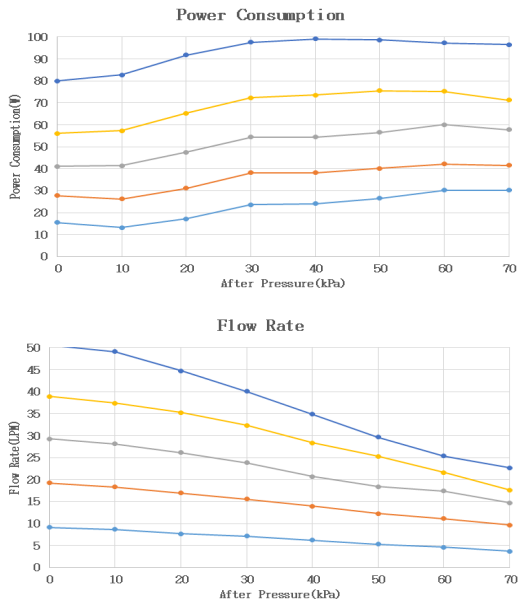 Power Consumption
100
90
80
70
60
50
40
30
20
10
0
Power Consumption(W)
0 10 20 30 40 50 60 70
After Pressure(kPa)
Flow Rate
50
45
40
35
30
25
20
15
10
5
0
Flow Rate(LPM)
0 10 20 30 40 50 60 70
After Pressure(kPa)